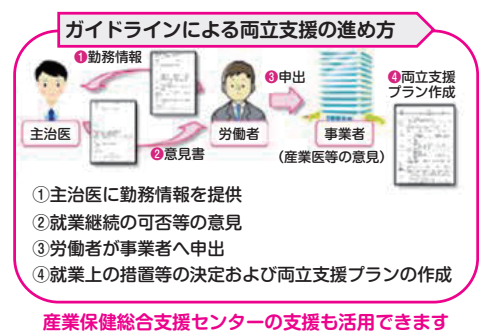 ガイドラインによる両立支援の進め方
❶勤務情報
❸申出
❹両立支援
プラン作成
主治医
労働者
事業者
❷意見書
（産業医等の意見）
①主治医に勤務情報を提供
②就業継続の可否等の意見
③労働者が事業者へ申出
④就業上の措置等の決定および両立支援プランの作成
産業保健総合支援センターの支援も活用できます